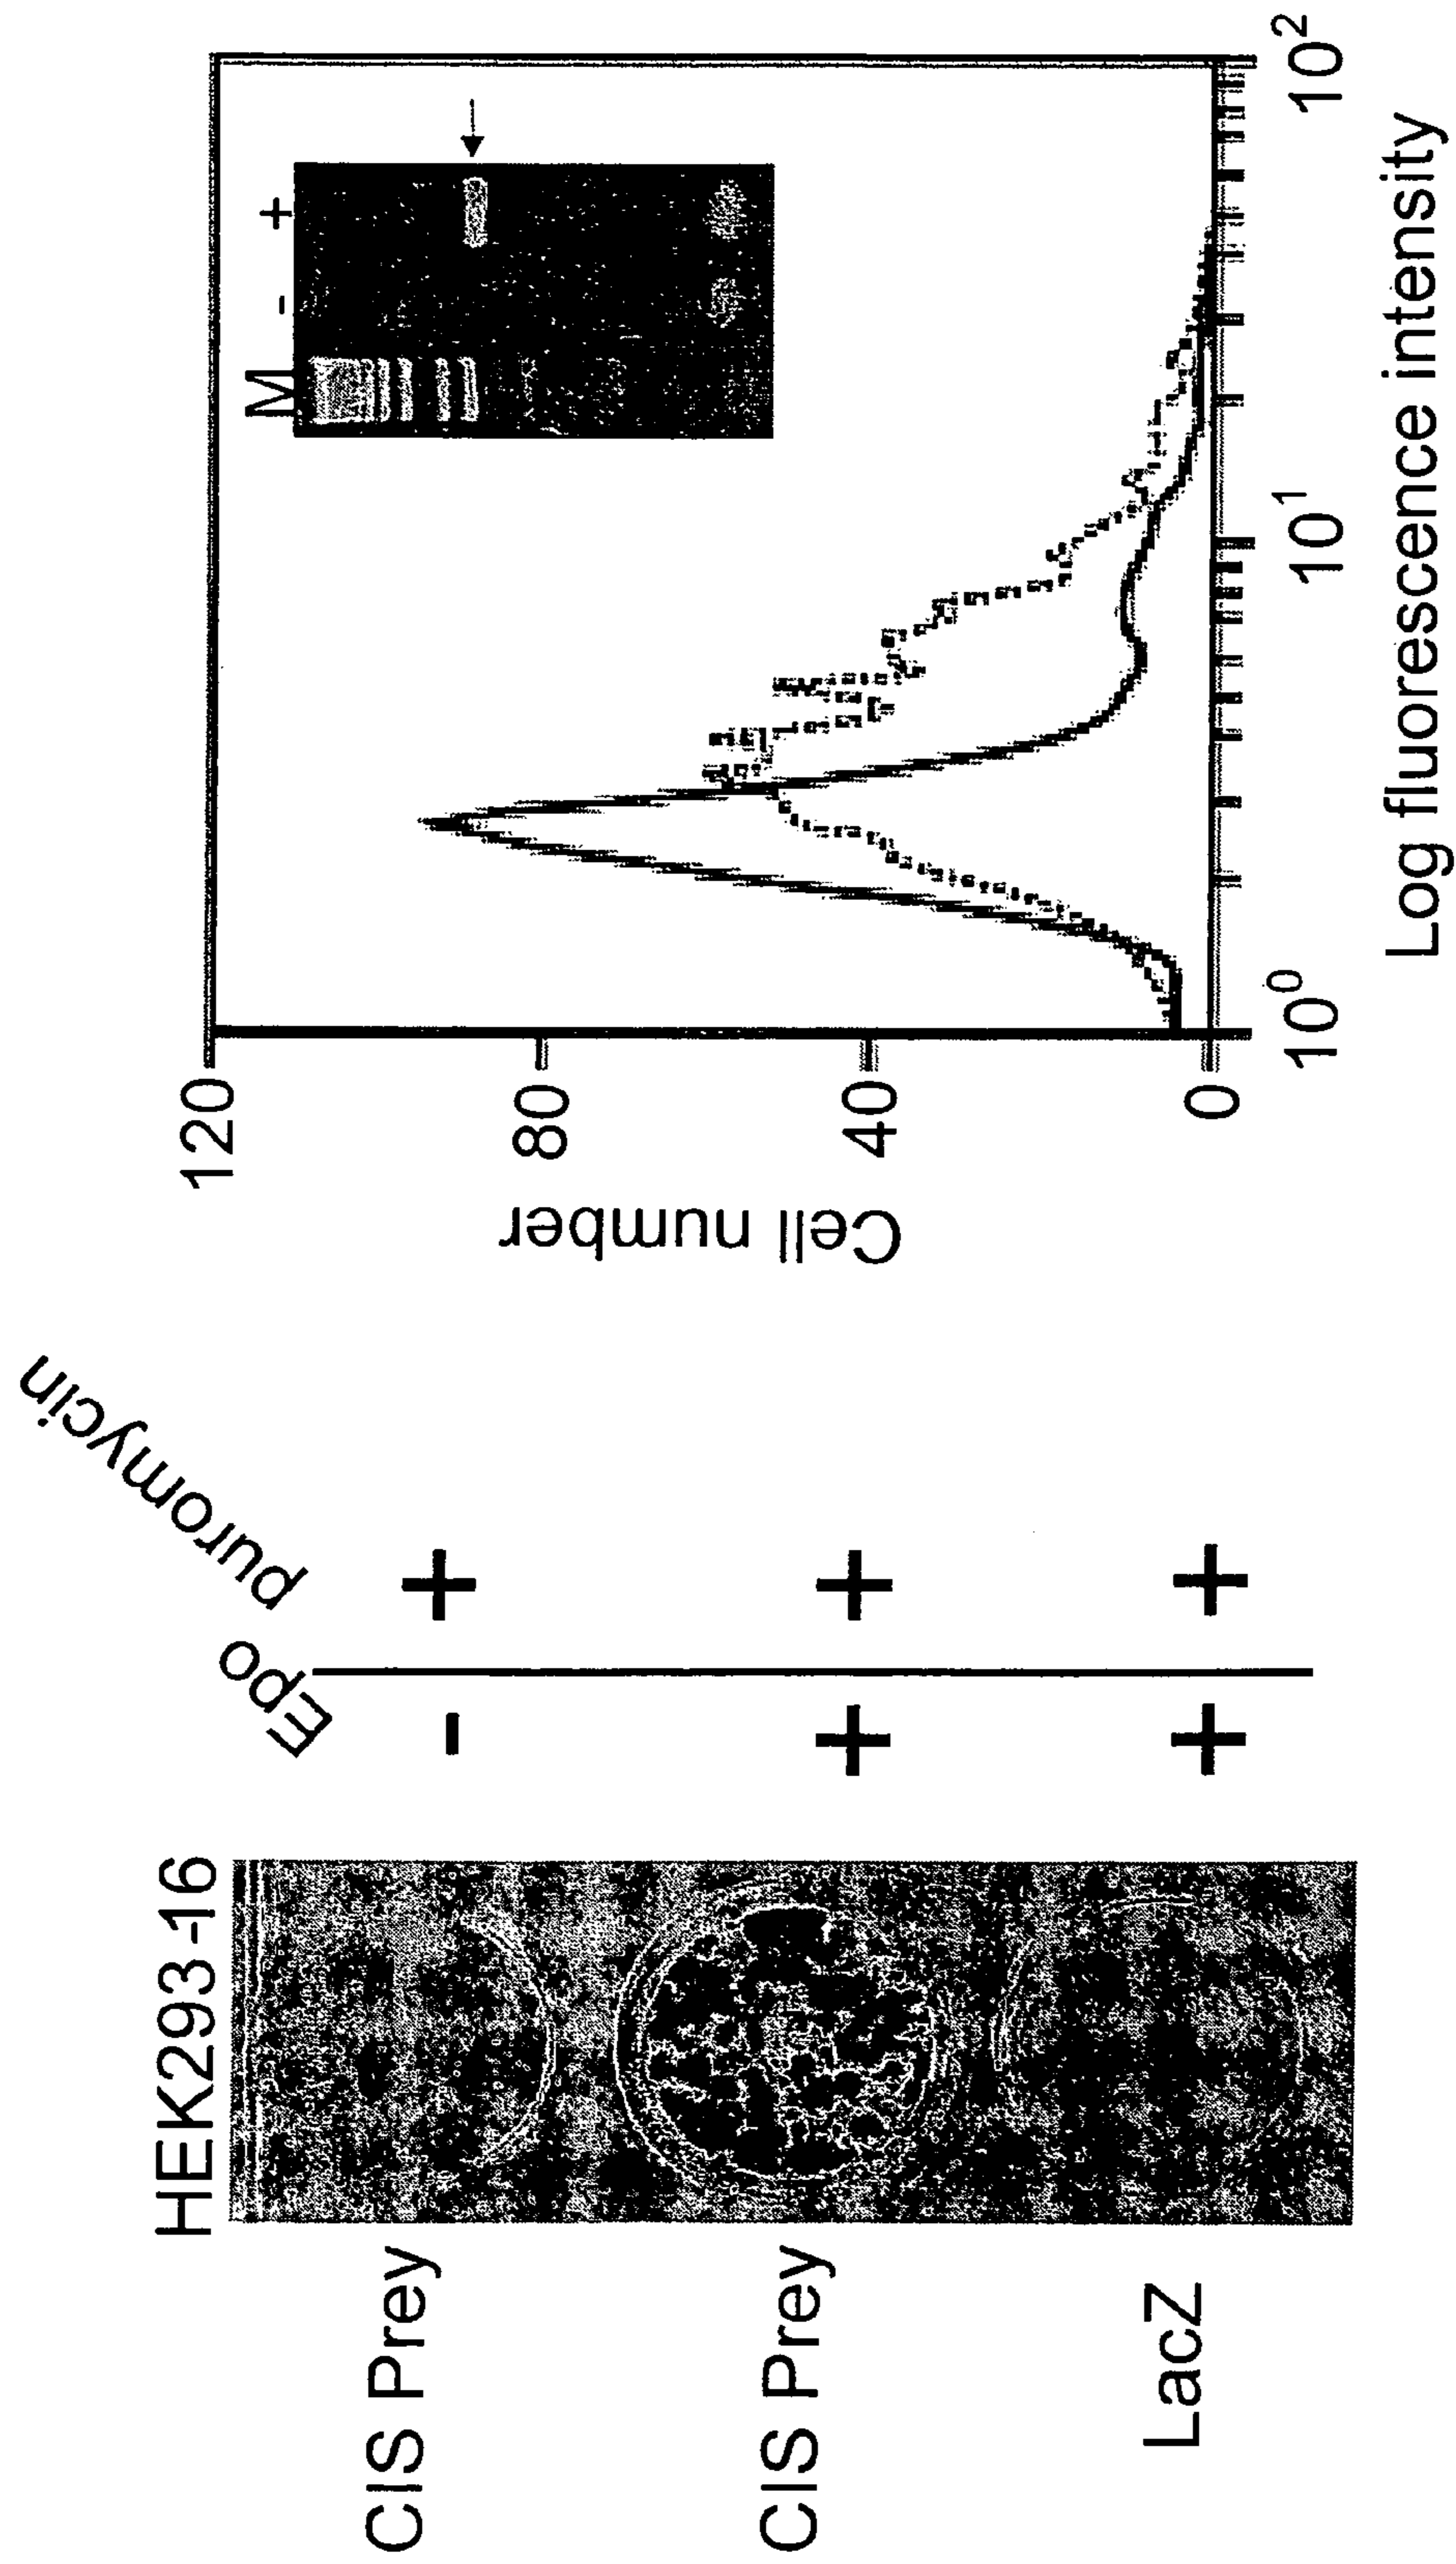 HEK293-16
Epo
puromycin
CIS Prey
-
+
CIS Prey
+
+
LacZ
+
+
Cell number
120
80
40
0
M
-
+
10⁰
10¹
10²
Log fluorescence intensity